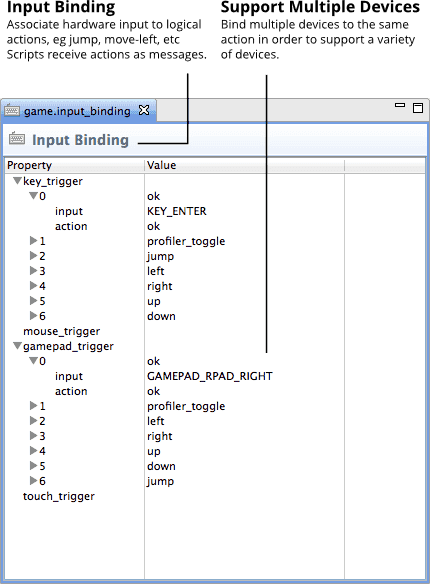 Input Binding
Associate hardware input to logical
actions, eg jump, move-left, etc
Scripts receive actions as messages.
Support Multiple Devices
Bind multiple devices to the same
action in order to support a variety
of devices.
game.input_binding
Input Binding
Property Value
key_trigger
0 ok
input KEY_ENTER
action ok
1 profiler_toggle
2 jump
3 left
4 right
5 up
6 down
mouse_trigger
gamepad_trigger
0 ok
input GAMEPAD_RPAD_RIGHT
action ok
1 profiler_toggle
2 left
3 right
4 up
5 down
6 jump
touch_trigger